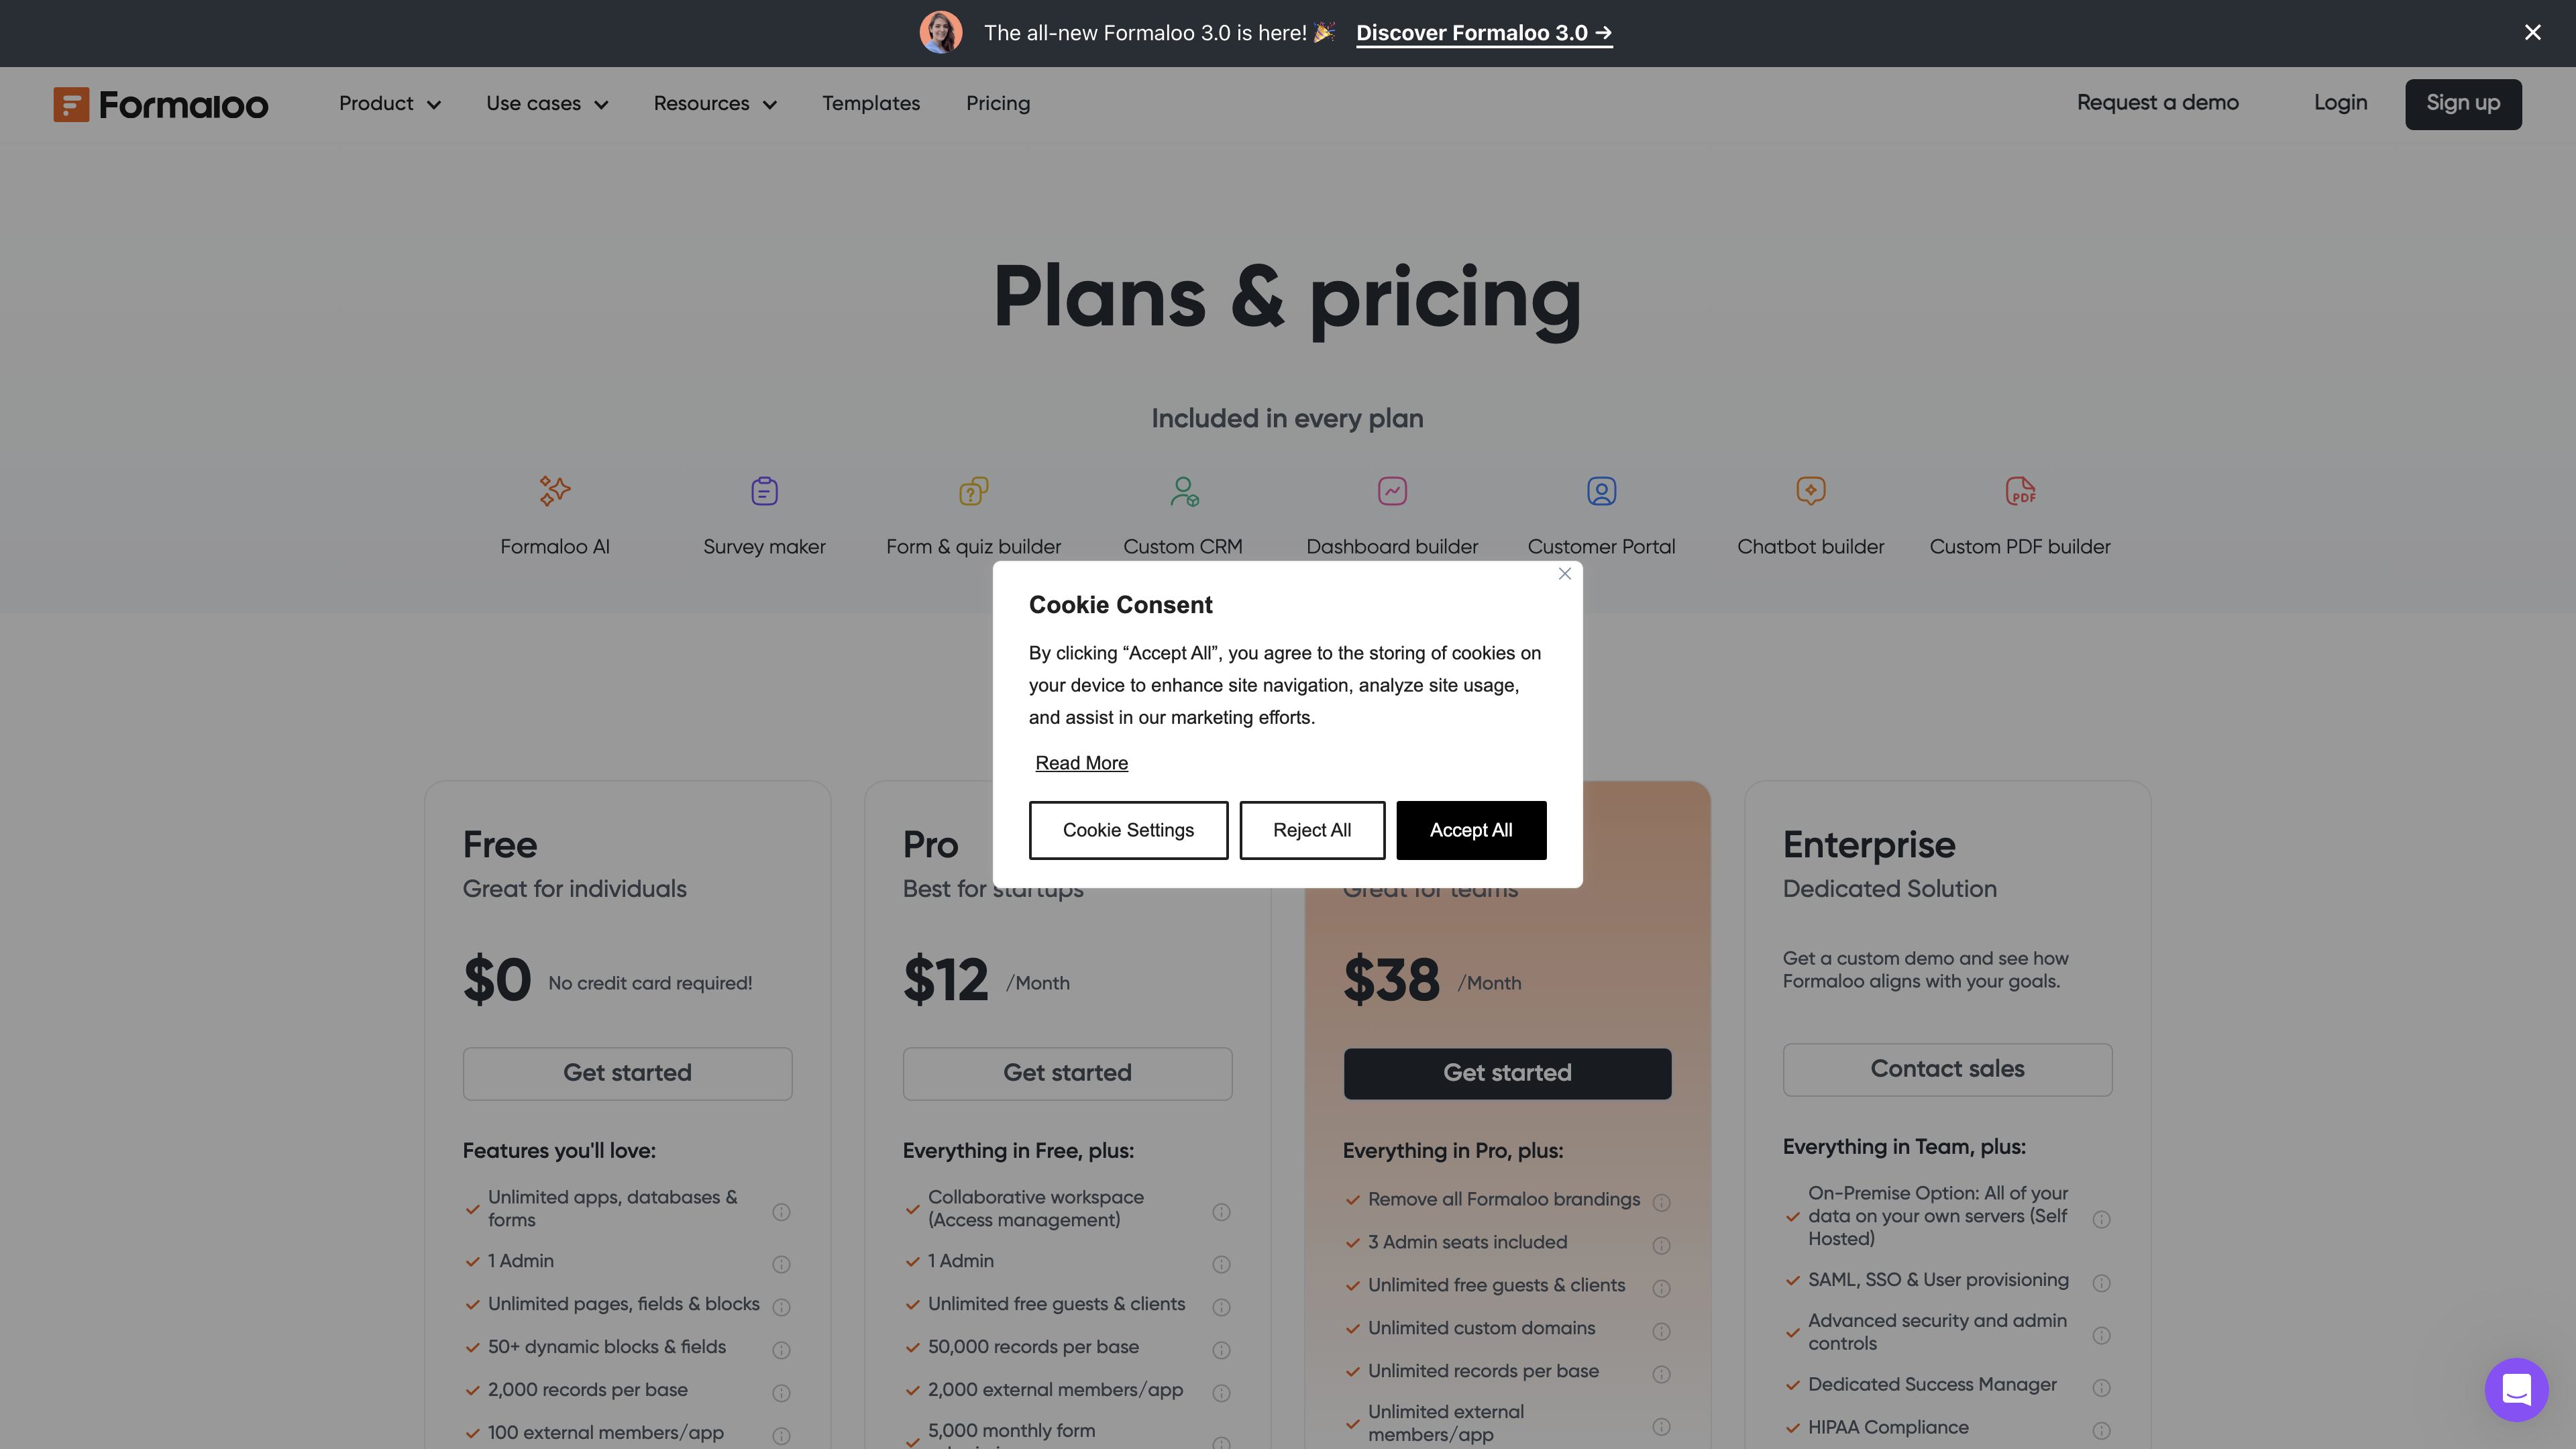 The all-new Formaloo 3.0 is here! 🎉 Discover Formaloo 3.0 →
Formaloo
Product
Use cases
Resources
Templates
Pricing
Request a demo
Login
Sign up
Plans & pricing
Included in every plan
Formaloo AI
Survey maker
Form & quiz builder
Custom CRM
Dashboard builder
Customer Portal
Chatbot builder
PDF
Custom PDF builder
Cookie Consent
By clicking “Accept All”, you agree to the storing of cookies on
your device to enhance site navigation, analyze site usage,
and assist in our marketing efforts.
Read More
Cookie Settings
Reject All
Accept All
Free
Great for individuals
$0 No credit card required!
Get started
Features you'll love:
Unlimited apps, databases &
forms
1 Admin
Unlimited pages, fields & blocks
50+ dynamic blocks & fields
2,000 records per base
100 external members/app
Pro
Best for startups
$12 /Month
Get started
Everything in Free, plus:
Collaborative workspace
(Access management)
1 Admin
Unlimited free guests & clients
50,000 records per base
2,000 external members/app
5,000 monthly form
Great for teams
$38 /Month
Get started
Everything in Pro, plus:
Remove all Formaloo brandings
3 Admin seats included
Unlimited free guests & clients
Unlimited custom domains
Unlimited records per base
Unlimited external
members/app
Enterprise
Dedicated Solution
Get a custom demo and see how
Formaloo aligns with your goals.
Contact sales
Everything in Team, plus:
On-Premise Option: All of your
data on your own servers (Self
Hosted)
SAML, SSO & User provisioning
Advanced security and admin
controls
Dedicated Success Manager
HIPAA Compliance